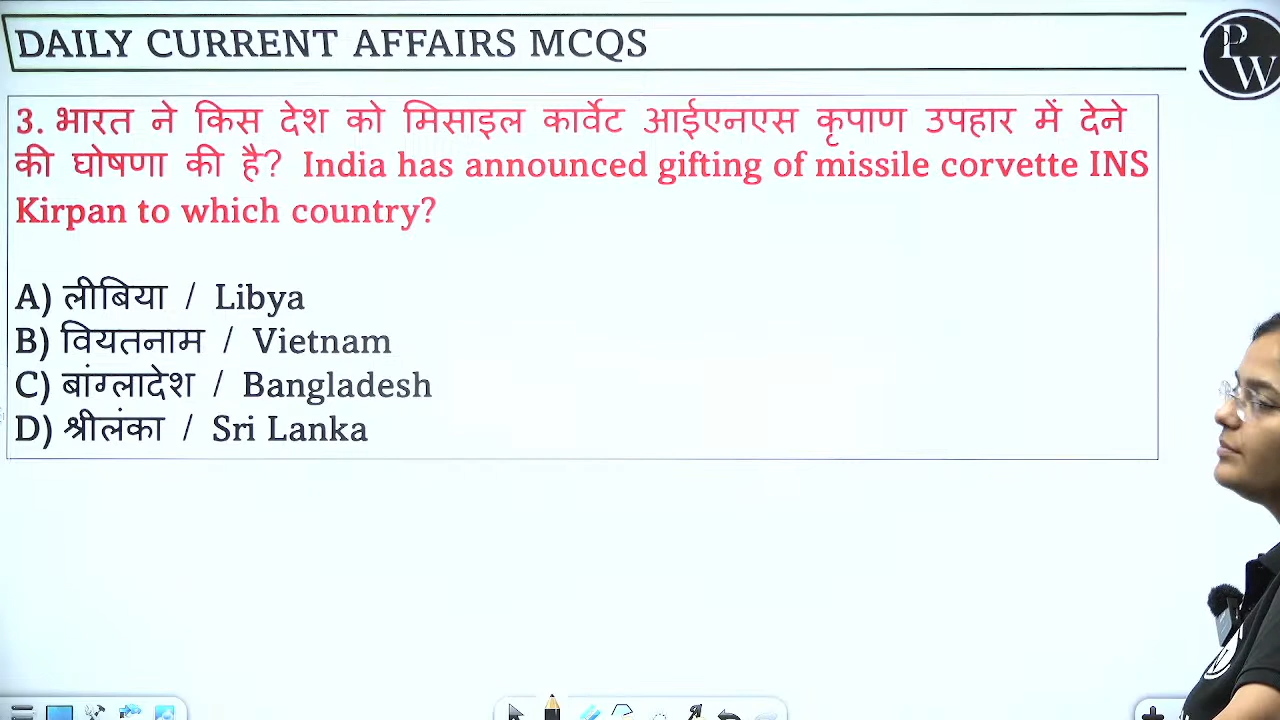 DAILY CURRENT AFFAIRS MCQS
PW
3. भारत ने किस देश को मिसाइल कार्वेट आईएनएस कृपाण उपहार में देने
की घोषणा की है? India has announced gifting of missile corvette INS
Kirpan to which country?
A) लीबिया / Libya
B) वियतनाम / Vietnam
C) बांग्लादेश / Bangladesh
D) श्रीलंका / Sri Lanka